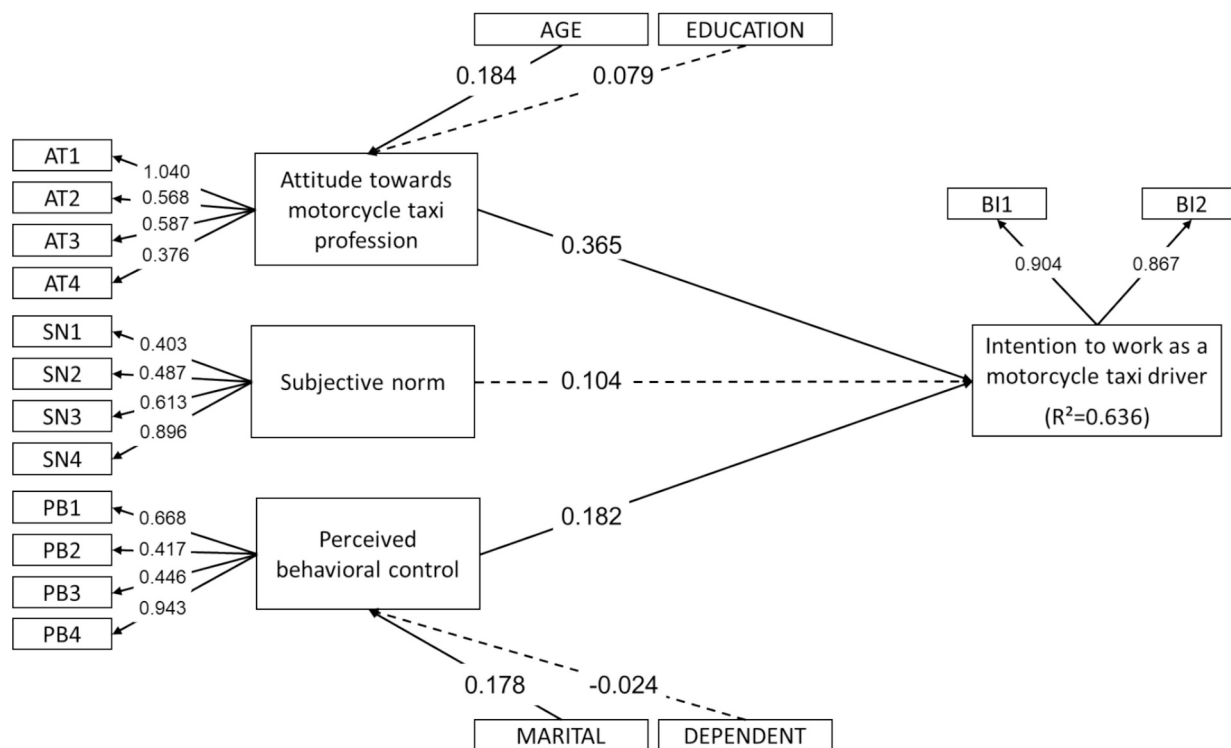 AGE
EDUCATION
0.184
0.079
AT1
AT2
AT3
AT4
1.040
0.568
0.587
0.376
Attitude towards
motorcycle taxi
profession
0.365
BI1
BI2
0.904
0.867
SN1
SN2
SN3
SN4
0.403
0.487
0.613
0.896
Subjective norm
0.104
Intention to work as a
motorcycle taxi driver
(R²=0.636)
PB1
PB2
PB3
PB4
0.668
0.417
0.446
0.943
Perceived
behavioral control
0.182
0.178
-0.024
MARITAL
DEPENDENT